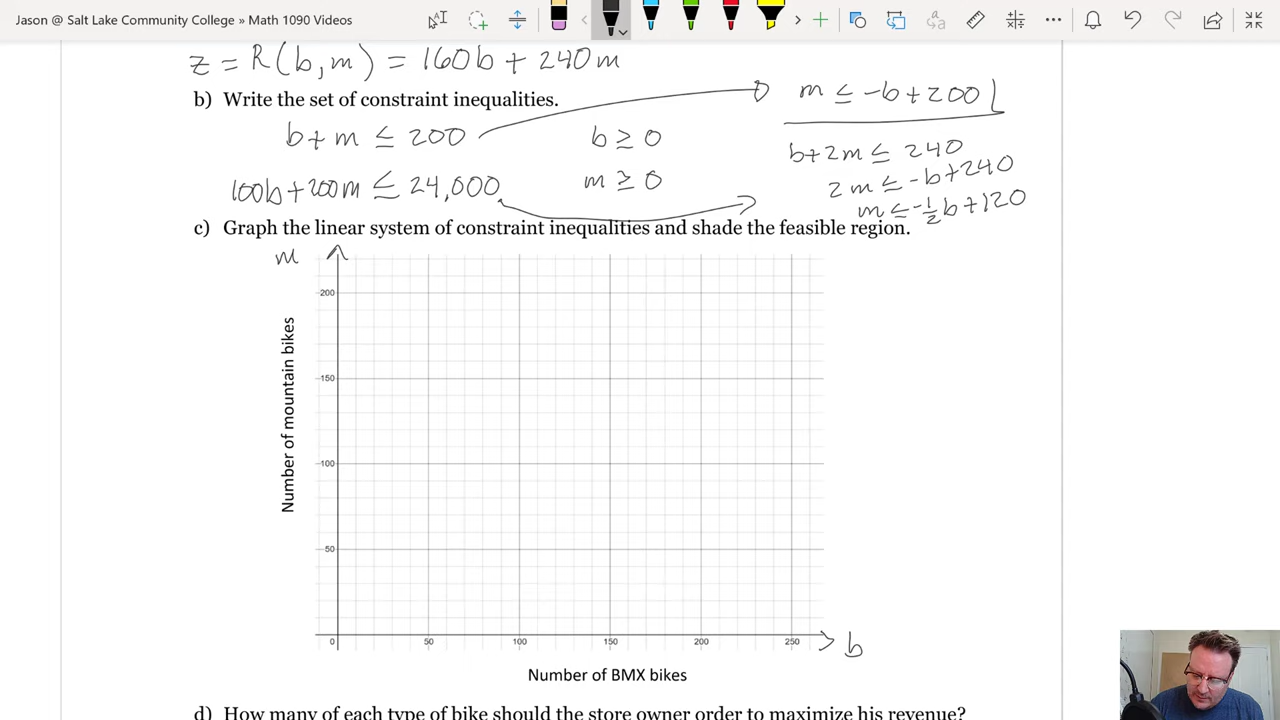 Jason @ Salt Lake Community College » Math 1090 Videos
z = R(b,m) = 160b + 240m
b) Write the set of constraint inequalities.
m ≤ -b+200
b+m ≤ 200
b ≥ 0
b+2m ≤ 240
2m ≤ -b+240
100b+200m ≤ 24,000
m ≥ 0
m ≤ -1/2b+120
c) Graph the linear system of constraint inequalities and shade the feasible region.
m
200
150
100
50
Number of mountain bikes
0 50 100 150 200 250
b
Number of BMX bikes
d) How many of each type of bike should the store owner order to maximize his revenue?